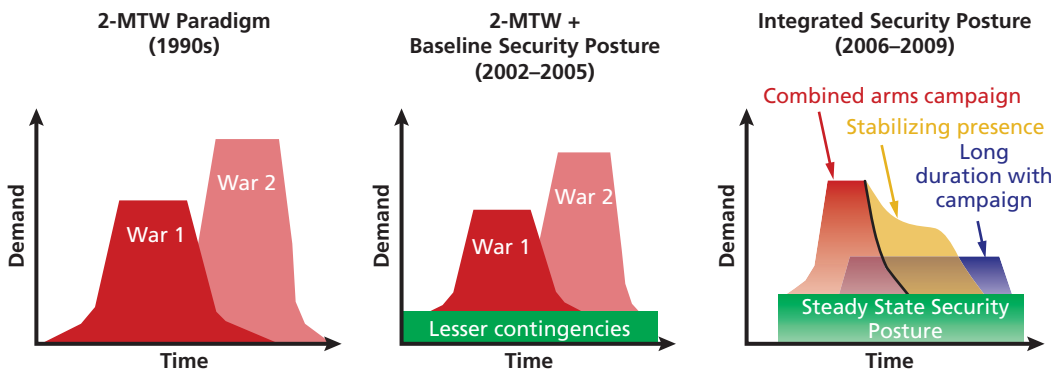 2-MTW Paradigm
(1990s)
Demand
War 1
War 2
Time
2-MTW +
Baseline Security Posture
(2002–2005)
Demand
War 1
War 2
Lesser contingencies
Time
Integrated Security Posture
(2006–2009)
Combined arms campaign
Stabilizing presence
Long
duration with
campaign
Demand
Steady State Security
Posture
Time